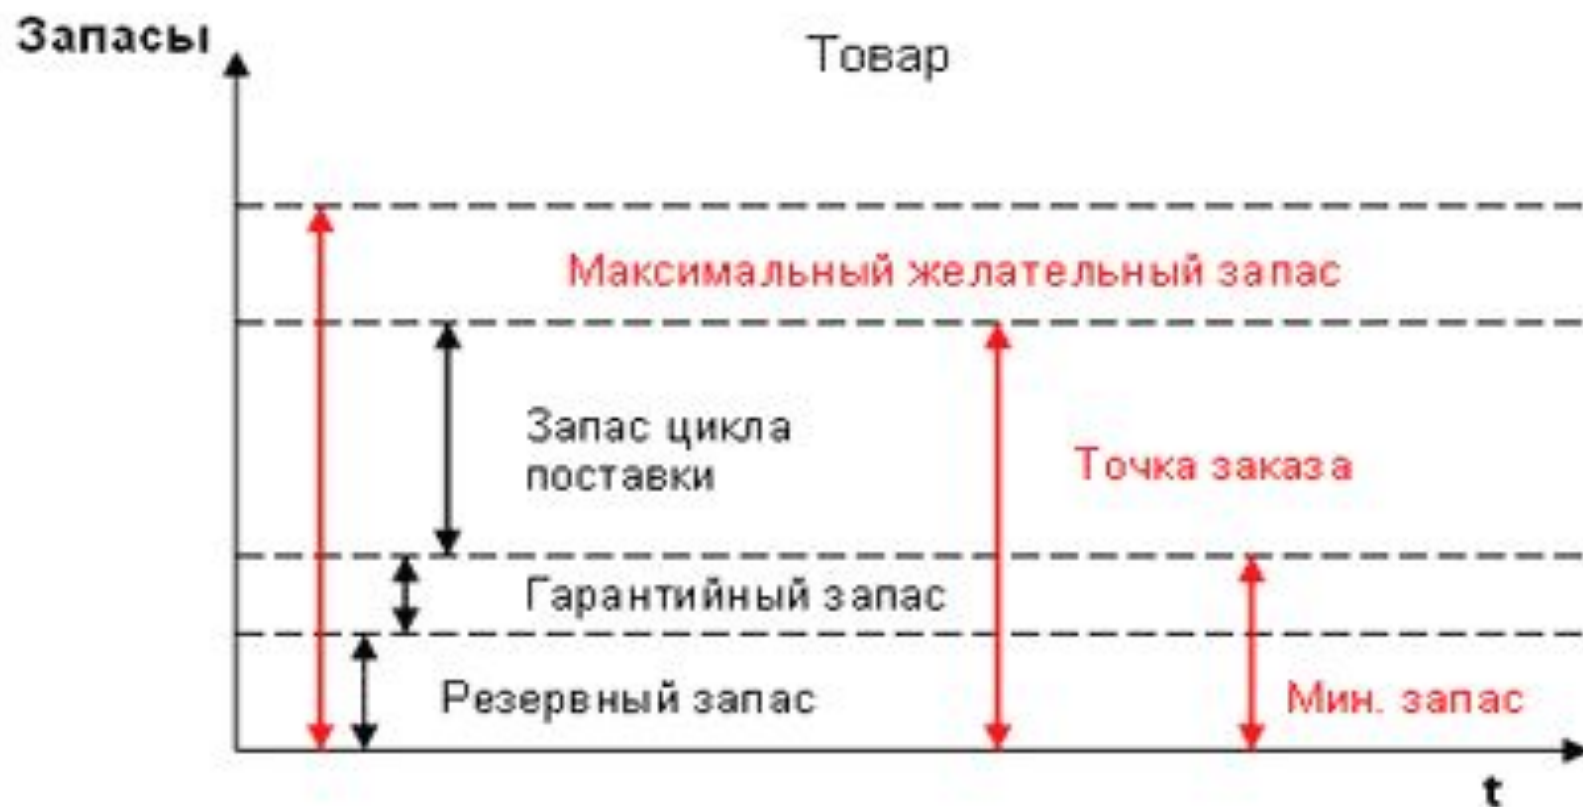 Запасы
Товар
Максимальный желательный запас
Запас цикла
поставки
Точка заказа
Гарантийный запас
Резервный запас
Мин. запас
t